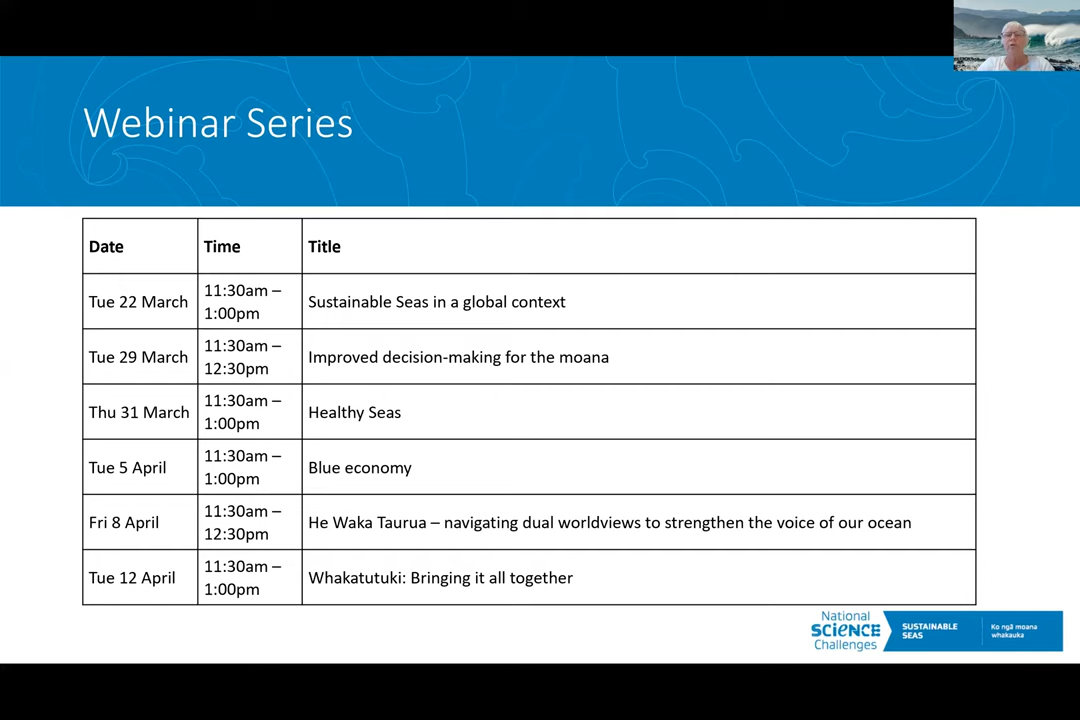 Webinar Series
Date Time Title
Tue 22 March 11:30am – 1:00pm Sustainable Seas in a global context
Tue 29 March 11:30am – 12:30pm Improved decision-making for the moana
Thu 31 March 11:30am – 1:00pm Healthy Seas
Tue 5 April 11:30am – 1:00pm Blue economy
Fri 8 April 11:30am – 12:30pm He Waka Taurua – navigating dual worldviews to strengthen the voice of our ocean
Tue 12 April 11:30am – 1:00pm Whakatutuki: Bringing it all together
National
SCIENCE
Challenges
SUSTAINABLE
SEAS
Ko ngā moana
whakauka